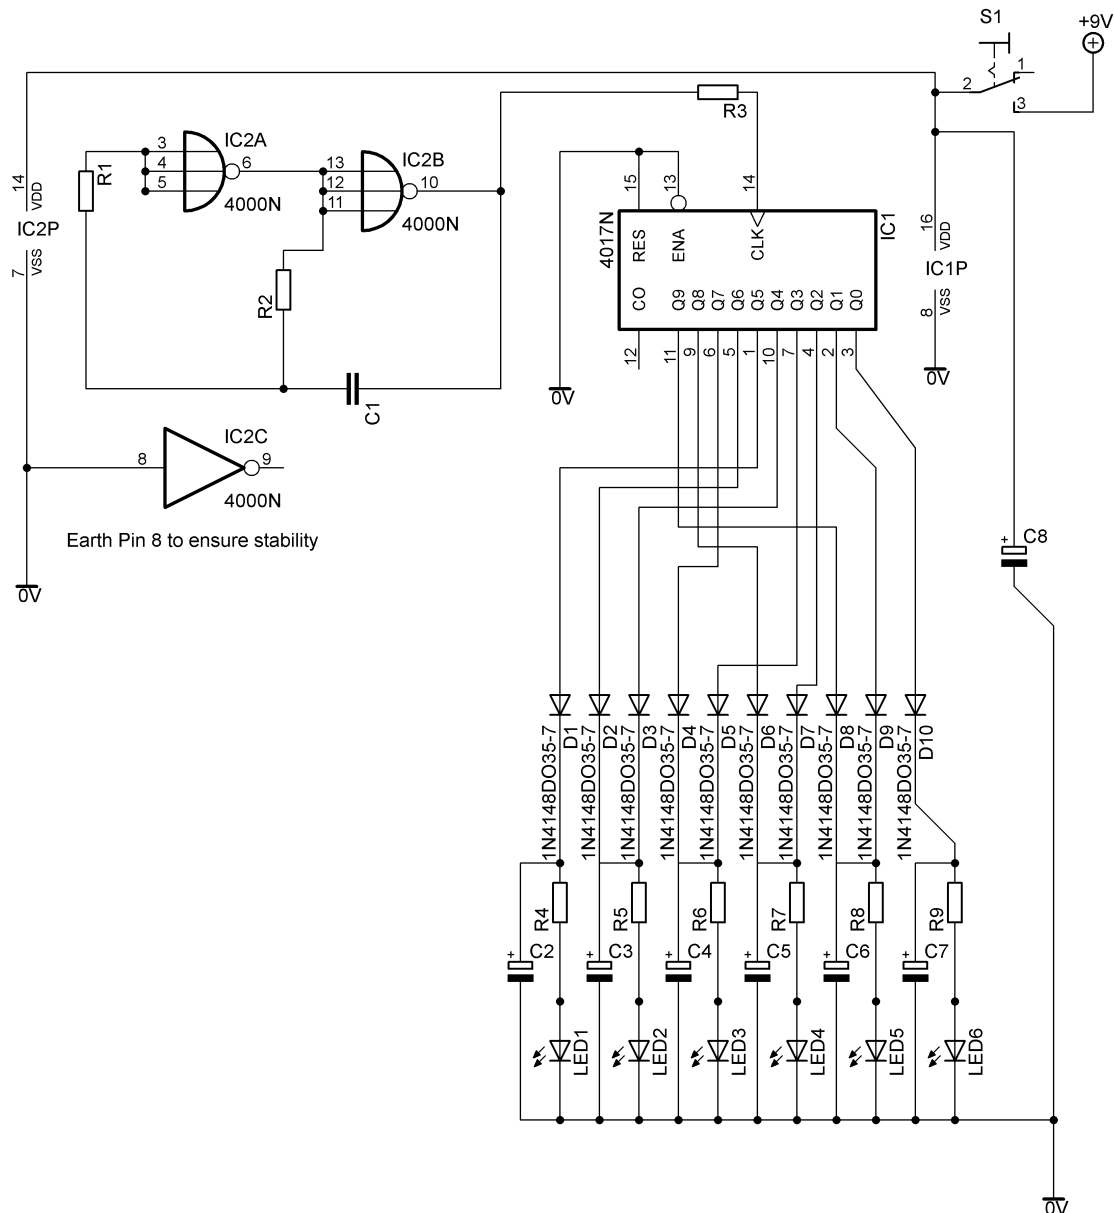 S1
+9V
1
2
3
R3
IC2A
3
4
5
6
4000N
R1
IC2B
13
12
11
10
4000N
14
VDD
IC2P
7
VSS
R2
C1
15
13
14
4017N
RES
ENA
CLK
IC1
CO
Q9
Q8
Q7
Q6
Q5
Q4
Q3
Q2
Q1
Q0
12
11
9
6
5
1
10
7
4
2
3
16
VDD
IC1P
8
VSS
0V
0V
IC2C
8
9
4000N
Earth Pin 8 to ensure stability
0V
+
C8
D1
D2
D3
D4
D5
D6
D7
D8
D9
D10
1N4148DO35-7
1N4148DO35-7
1N4148DO35-7
1N4148DO35-7
1N4148DO35-7
1N4148DO35-7
1N4148DO35-7
1N4148DO35-7
1N4148DO35-7
1N4148DO35-7
R4
R5
R6
R7
R8
R9
+
C2
+
C3
+
C4
+
C5
+
C6
+
C7
LED1
LED2
LED3
LED4
LED5
LED6
0V